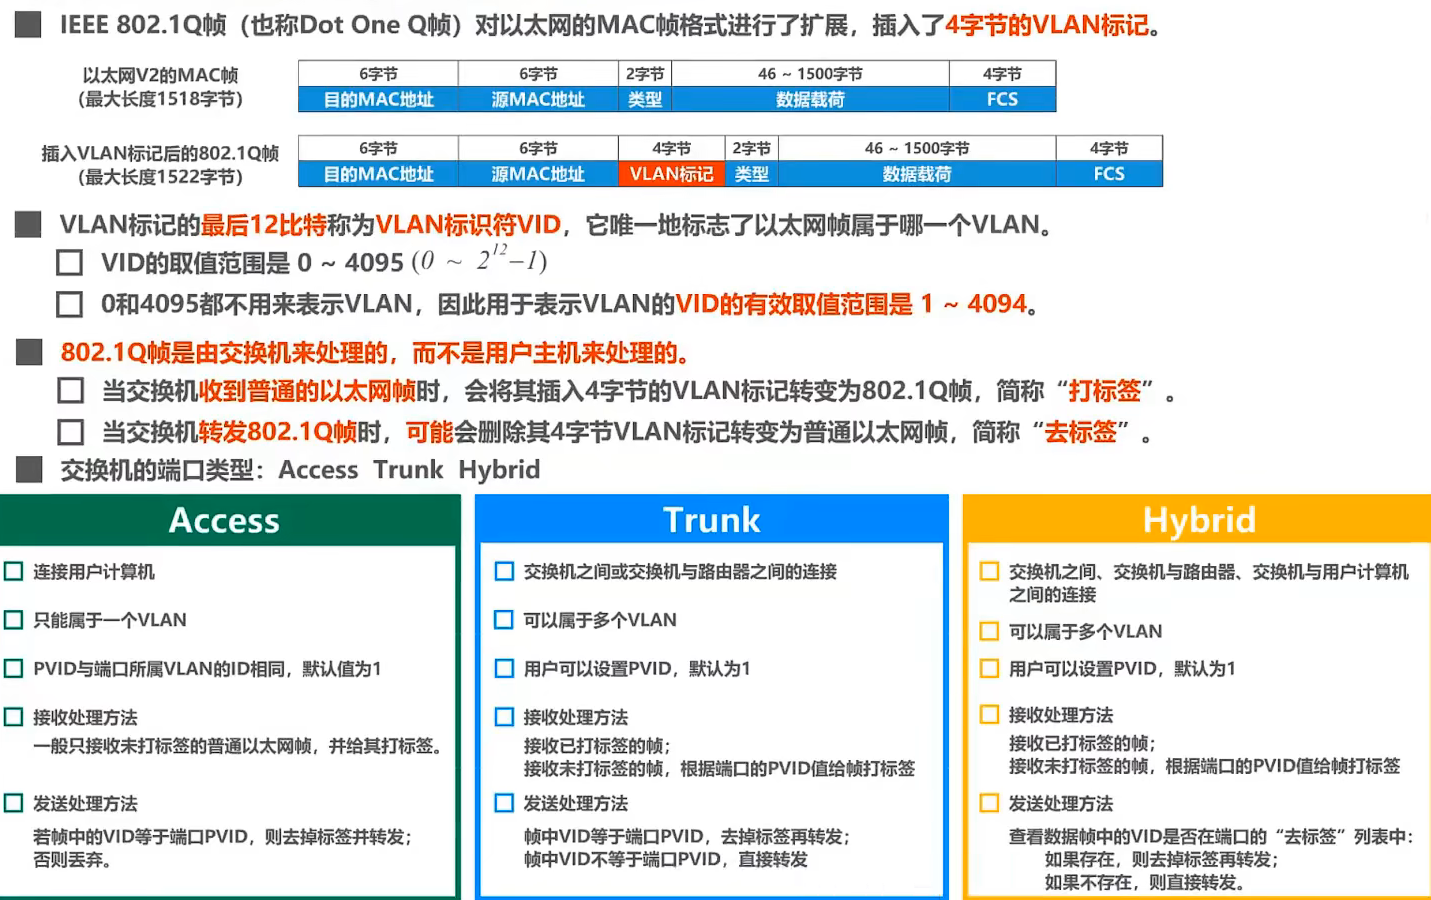 IEEE 802.1Q帧（也称Dot One Q帧）对以太网的MAC帧格式进行了扩展，插入了4字节的VLAN标记。
以太网V2的MAC帧
（最大长度1518字节）
6字节 6字节 2字节 46 ~ 1500字节 4字节
目的MAC地址 源MAC地址 类型 数据载荷 FCS
插入VLAN标记后的802.1Q帧
（最大长度1522字节）
6字节 6字节 4字节 2字节 46 ~ 1500字节 4字节
目的MAC地址 源MAC地址 VLAN标记 类型 数据载荷 FCS
VLAN标记的最后12比特称为VLAN标识符VID，它唯一地标志了以太网帧属于哪一个VLAN。
VID的取值范围是 0 ~ 4095 (0 ~ 2^12−1)
0和4095都不用来表示VLAN，因此用于表示VLAN的VID的有效取值范围是 1 ~ 4094。
802.1Q帧是由交换机来处理的，而不是用户主机来处理的。
当交换机收到普通的以太网帧时，会将其插入4字节的VLAN标记转变为802.1Q帧，简称“打标签”。
当交换机转发802.1Q帧时，可能会删除其4字节VLAN标记转变为普通以太网帧，简称“去标签”。
交换机的端口类型：Access Trunk Hybrid
Access
连接用户计算机
只能属于一个VLAN
PVID与端口所属VLAN的ID相同，默认值为1
接收处理方法
一般只接收未打标签的普通以太网帧，并给其打标签。
发送处理方法
若帧中的VID等于端口PVID，则去掉标签并转发；
否则丢弃。
Trunk
交换机之间或交换机与路由器之间的连接
可以属于多个VLAN
用户可以设置PVID，默认为1
接收处理方法
接收已打标签的帧；
接收未打标签的帧，根据端口的PVID值给帧打标签
发送处理方法
帧中VID等于端口PVID，去掉标签再转发；
帧中VID不等于端口PVID，直接转发
Hybrid
交换机之间、交换机与路由器、交换机与用户计算机
之间的连接
可以属于多个VLAN
用户可以设置PVID，默认为1
接收处理方法
接收已打标签的帧；
接收未打标签的帧，根据端口的PVID值给帧打标签
发送处理方法
查看数据帧中的VID是否在端口的“去标签”列表中：
如果存在，则去掉标签再转发；
如果不存在，则直接转发。